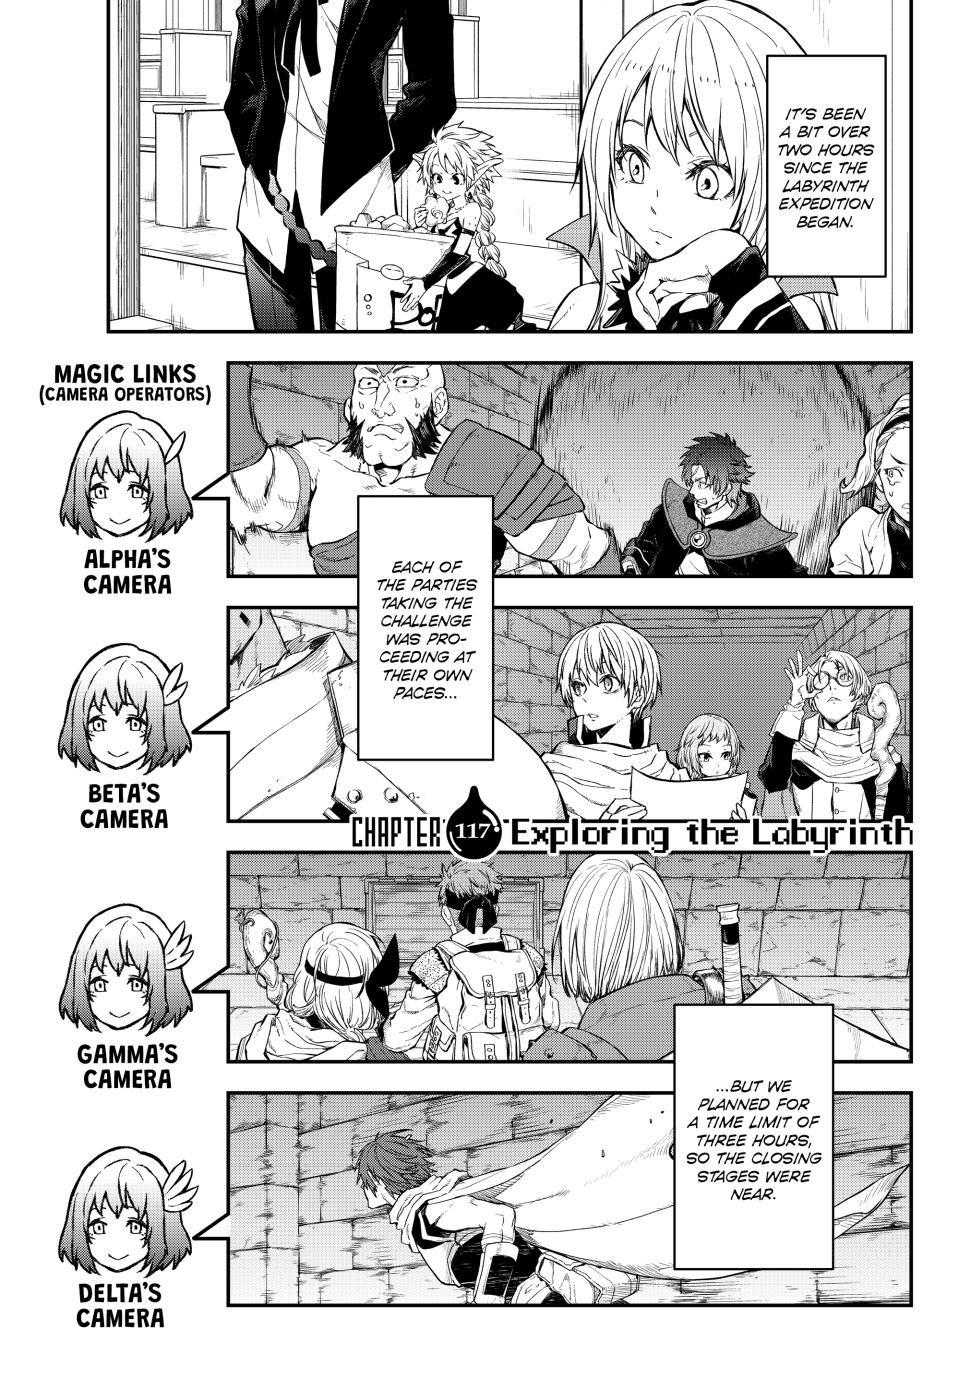 IT'S BEEN
A BIT OVER
TWO HOURS
SINCE THE
LABYRINTH
EXPEDITION
BEGAN.
MAGIC LINKS
(CAMERA OPERATORS)
ALPHA'S
CAMERA
EACH OF
THE PARTIES
TAKING THE
CHALLENGE
WAS PRO-
CEEDING AT
THEIR OWN
PACES...
BETA'S
CAMERA
CHAPTER 117 Exploring the Labyrinth
GAMMA'S
CAMERA
...BUT WE
PLANNED FOR
A TIME LIMIT OF
THREE HOURS,
SO THE CLOSING
STAGES WERE
NEAR.
DELTA'S
CAMERA